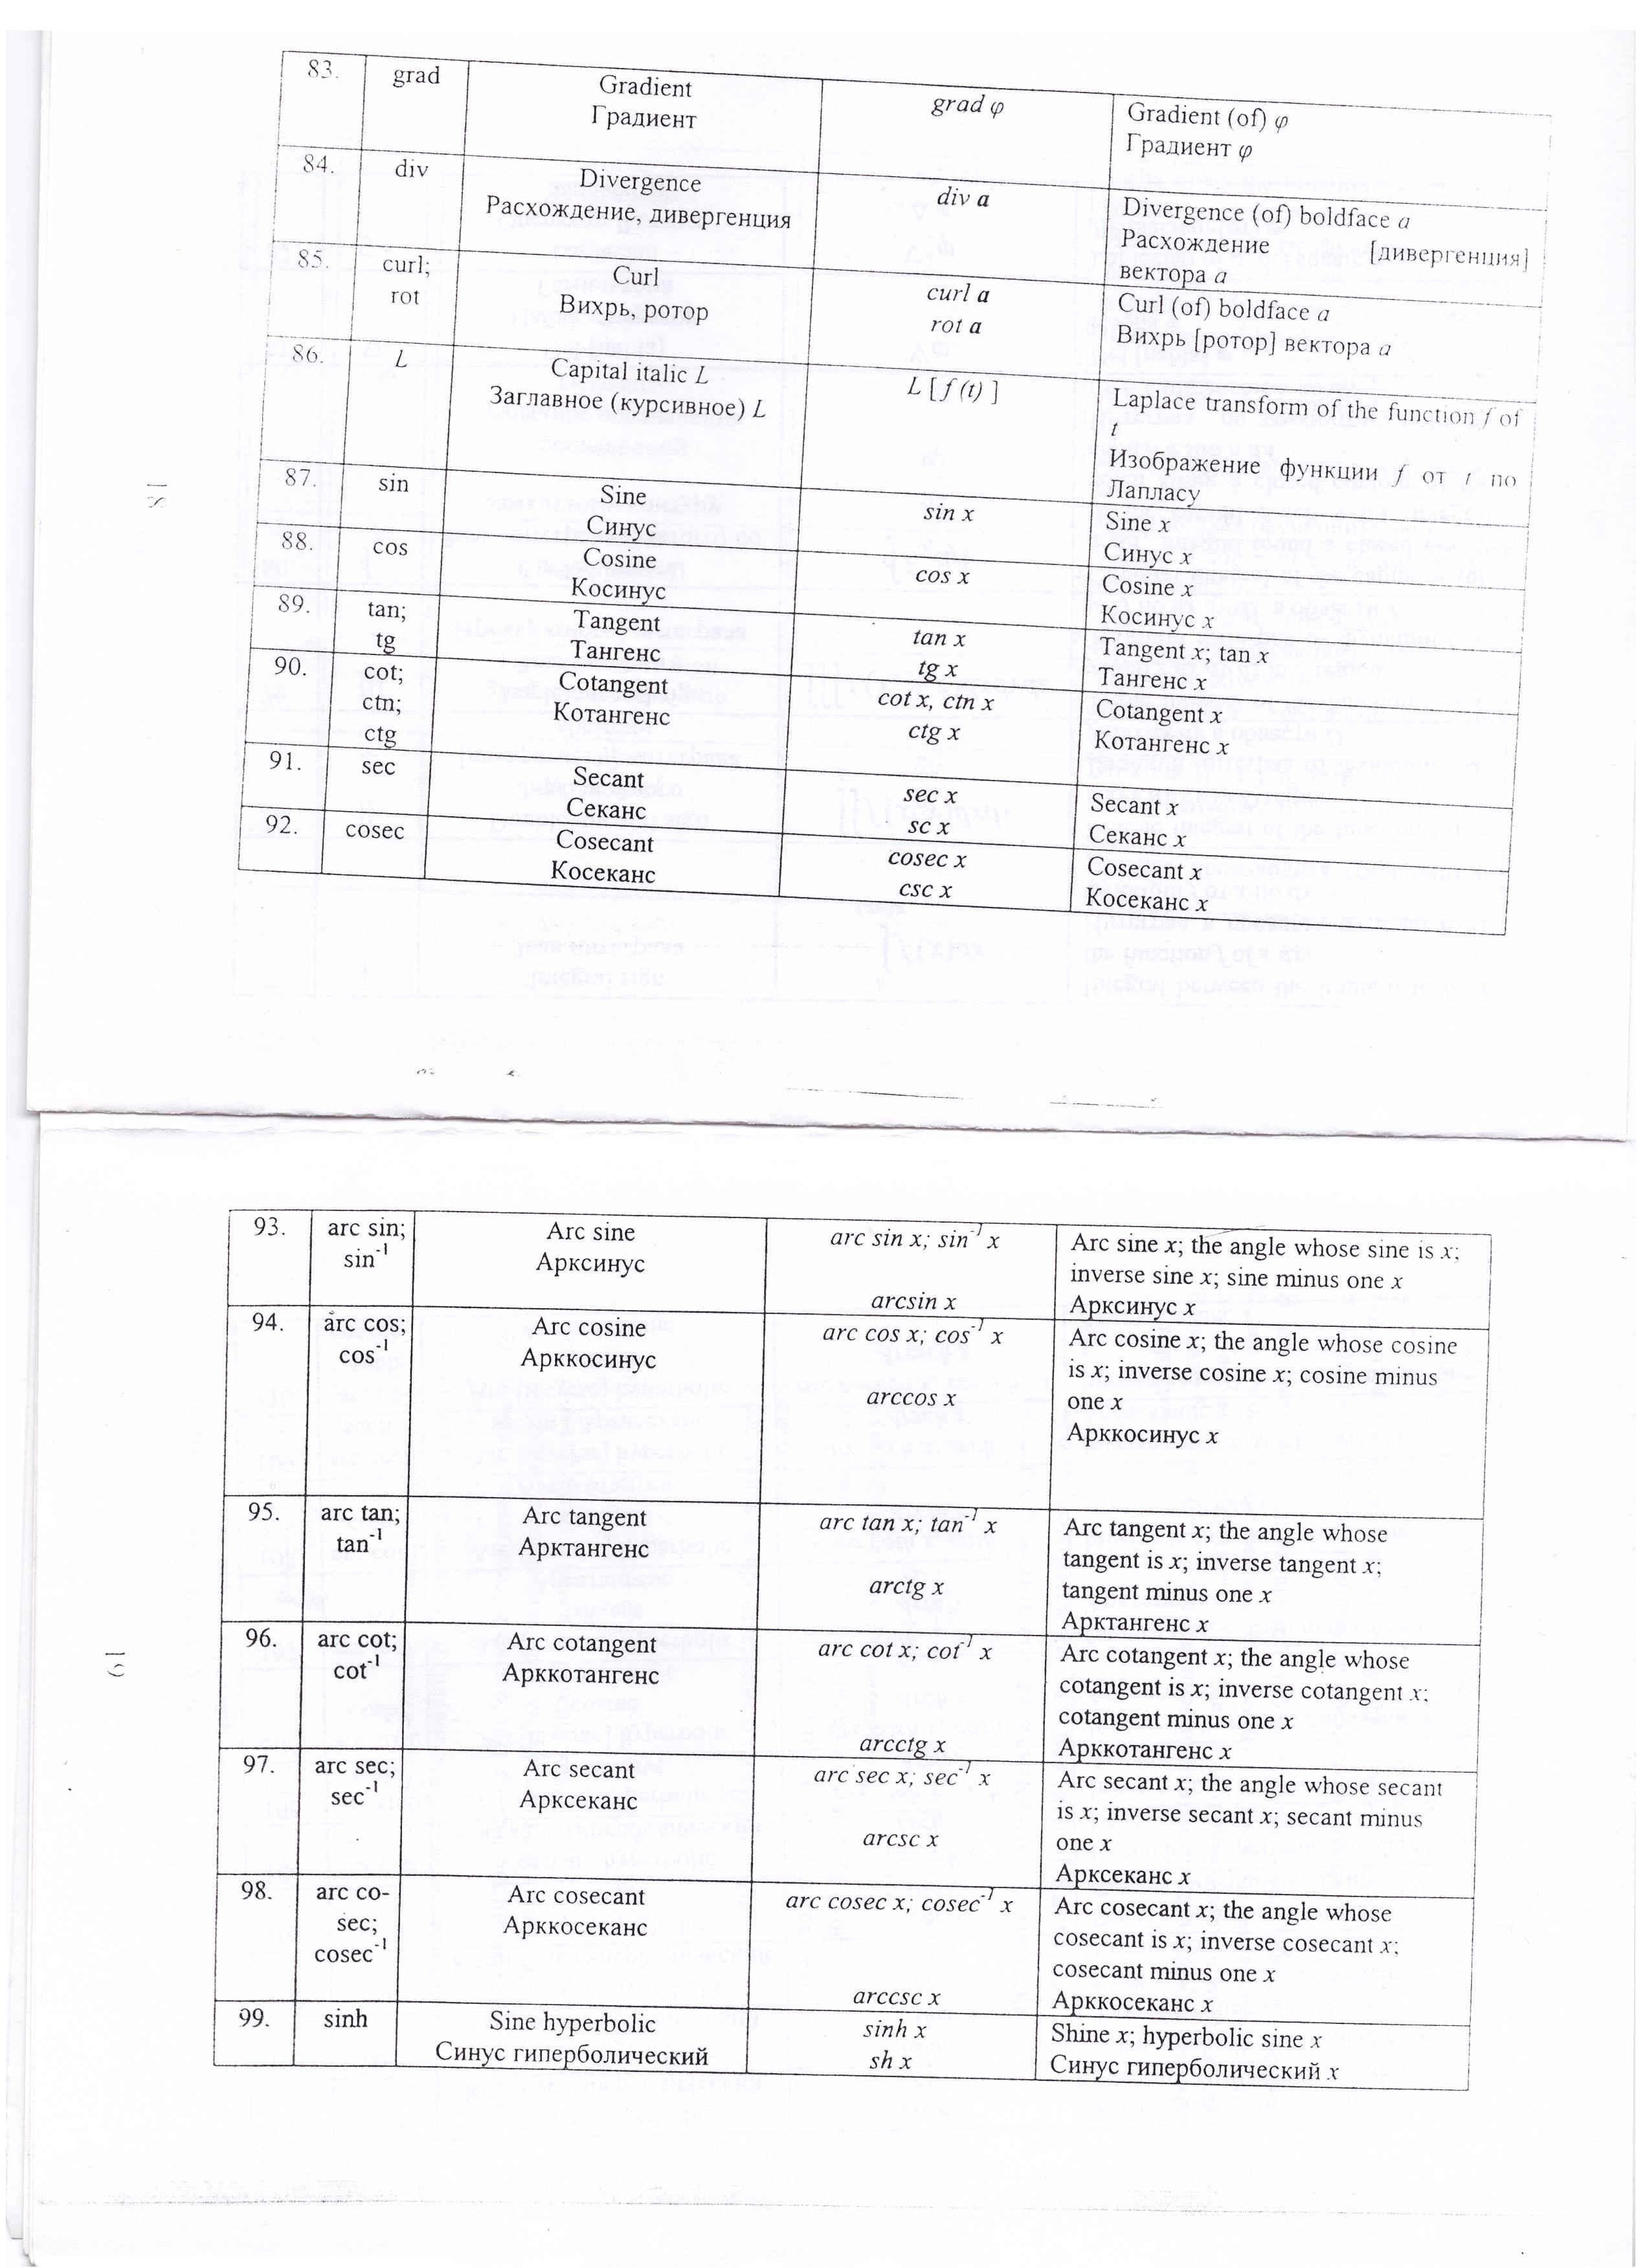 83.
grad
Gradient
Градиент
grad φ
Gradient (of) φ
Градиент φ
84.
div
Divergence
Расхождение, дивергенция
div a
Divergence (of) boldface a
Расхождение [дивергенция]
вектора a
85.
curl;
rot
Curl
Вихрь, ротор
curl a
rot a
Curl (of) boldface a
Вихрь [ротор] вектора a
86.
L
Capital italic L
Заглавное (курсивное) L
L [ f (t) ]
Laplace transform of the function f of
t
Изображение функции f от t по
Лапласу
87.
sin
Sine
Синус
sin x
Sine x
Синус x
88.
cos
Cosine
Косинус
cos x
Cosine x
Косинус x
89.
tan;
tg
Tangent
Тангенс
tan x
tg x
Tangent x; tan x
Тангенс x
90.
cot;
ctn;
ctg
Cotangent
Котангенс
cot x, ctn x
ctg x
Cotangent x
Котангенс x
91.
sec
Secant
Секанс
sec x
sc x
Secant x
Секанс x
92.
cosec
Cosecant
Косеканс
cosec x
csc x
Cosecant x
Косеканс x
18
93.
arc sin;
sin⁻¹
Arc sine
Арксинус
arc sin x; sin⁻¹ x
arcsin x
Arc sine x; the angle whose sine is x;
inverse sine x; sine minus one x
Арксинус x
94.
arc cos;
cos⁻¹
Arc cosine
Арккосинус
arc cos x; cos⁻¹ x
arccos x
Arc cosine x; the angle whose cosine
is x; inverse cosine x; cosine minus
one x
Арккосинус x
95.
arc tan;
tan⁻¹
Arc tangent
Арктангенс
arc tan x; tan⁻¹ x
arctg x
Arc tangent x; the angle whose
tangent is x; inverse tangent x;
tangent minus one x
Арктангенс x
96.
arc cot;
cot⁻¹
Arc cotangent
Арккотангенс
arc cot x; cot⁻¹ x
arcctg x
Arc cotangent x; the angle whose
cotangent is x; inverse cotangent x;
cotangent minus one x
Арккотангенс x
97.
arc sec;
sec⁻¹
Arc secant
Арксеканс
arc sec x; sec⁻¹ x
arcsc x
Arc secant x; the angle whose secant
is x; inverse secant x; secant minus
one x
Арксеканс x
98.
arc co-
sec;
cosec⁻¹
Arc cosecant
Арккосеканс
arc cosec x; cosec⁻¹ x
arccsc x
Arc cosecant x; the angle whose
cosecant is x; inverse cosecant x;
cosecant minus one x
Арккосеканс x
99.
sinh
Sine hyperbolic
Синус гиперболический
sinh x
sh x
Shine x; hyperbolic sine x
Синус гиперболический x
19